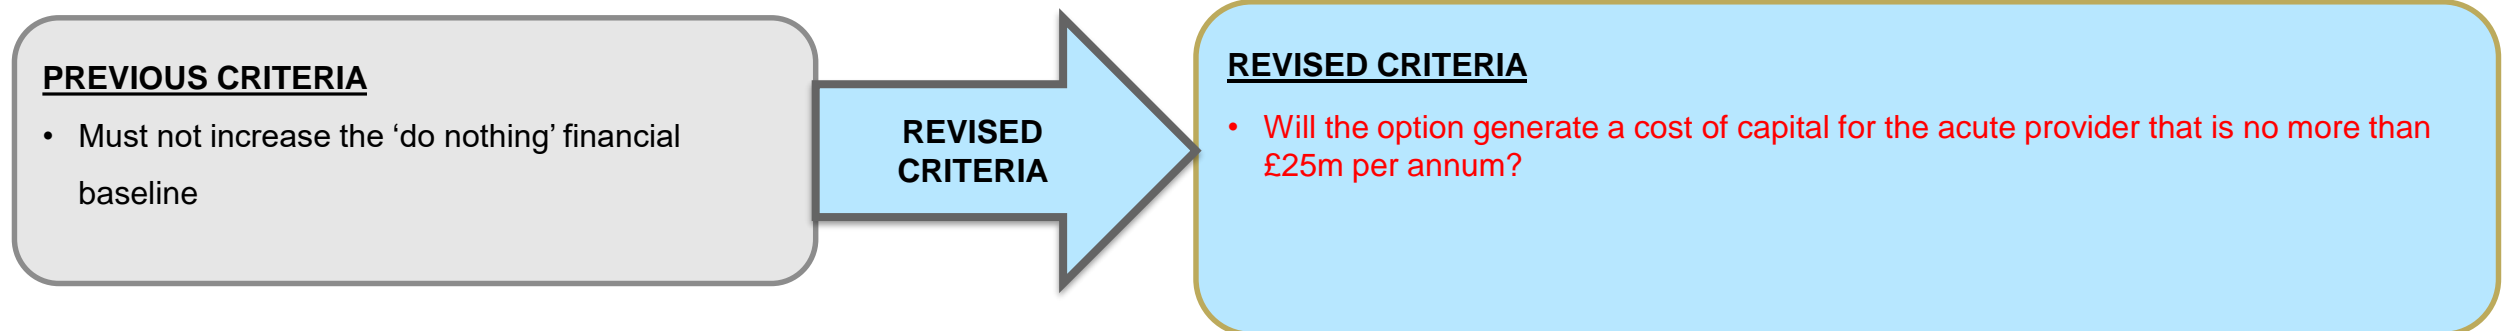 PREVIOUS CRITERIA
• Must not increase the ‘do nothing’ financial
baseline
REVISED
CRITERIA
REVISED CRITERIA
• Will the option generate a cost of capital for the acute provider that is no more than
£25m per annum?